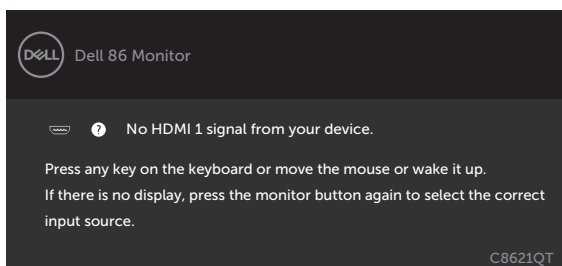 DELL Dell 86 Monitor
? No HDMI 1 signal from your device.
Press any key on the keyboard or move the mouse or wake it up.
If there is no display, press the monitor button again to select the correct
input source.
C8621QT